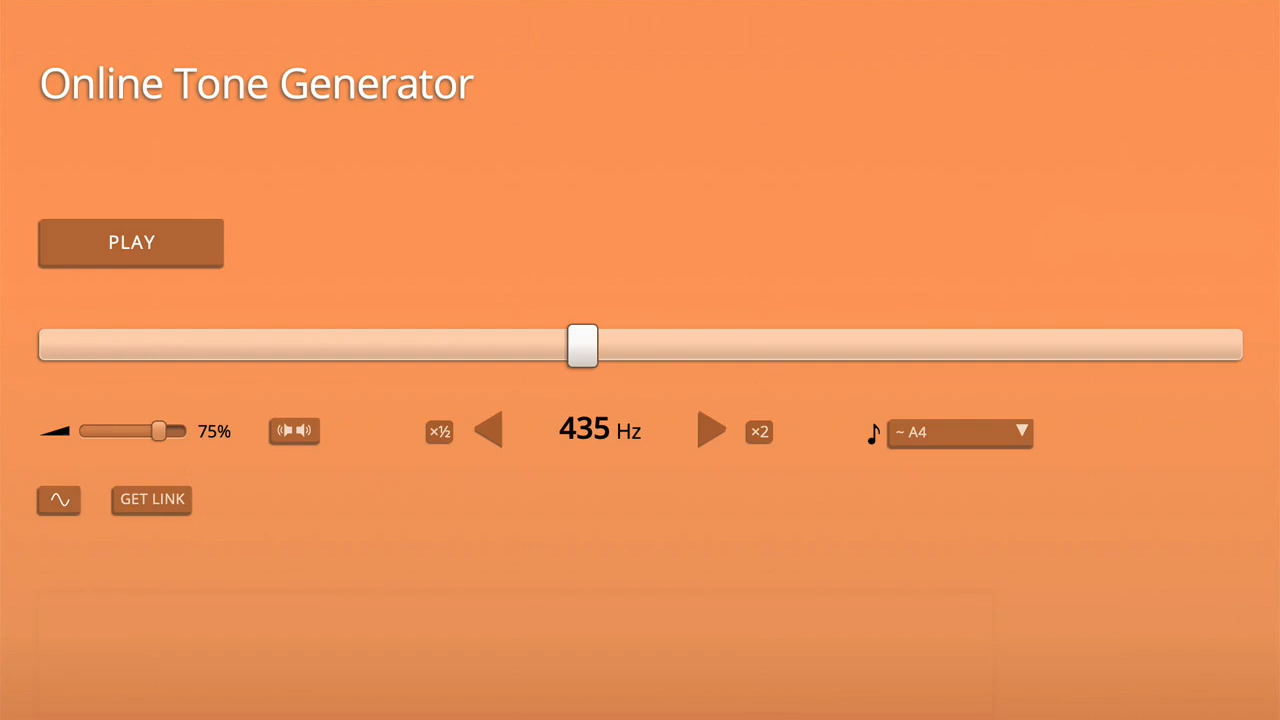 Online Tone Generator
PLAY
75% ×½ 435 Hz ×2 ~ A4
GET LINK